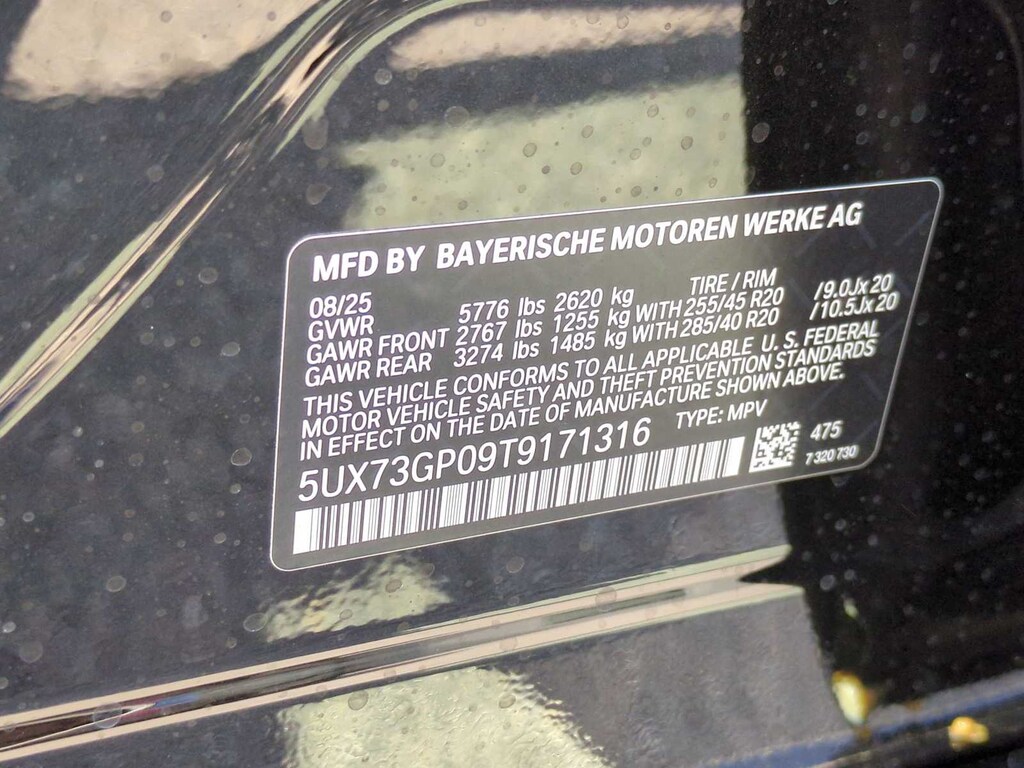 MFD BY BAYERISCHE MOTOREN WERKE AG
08/25 TIRE / RIM
GVWR 5776 lbs 2620 kg
GAWR FRONT 2767 lbs 1255 kg WITH 255/45 R20 /9.0Jx20
GAWR REAR 3274 lbs 1485 kg WITH 285/40 R20 /10.5Jx20
THIS VEHICLE CONFORMS TO ALL APPLICABLE U. S. FEDERAL
MOTOR VEHICLE SAFETY AND THEFT PREVENTION STANDARDS
IN EFFECT ON THE DATE OF MANUFACTURE SHOWN ABOVE.
5UX73GP09T9171316 TYPE: MPV
475
7 320 730